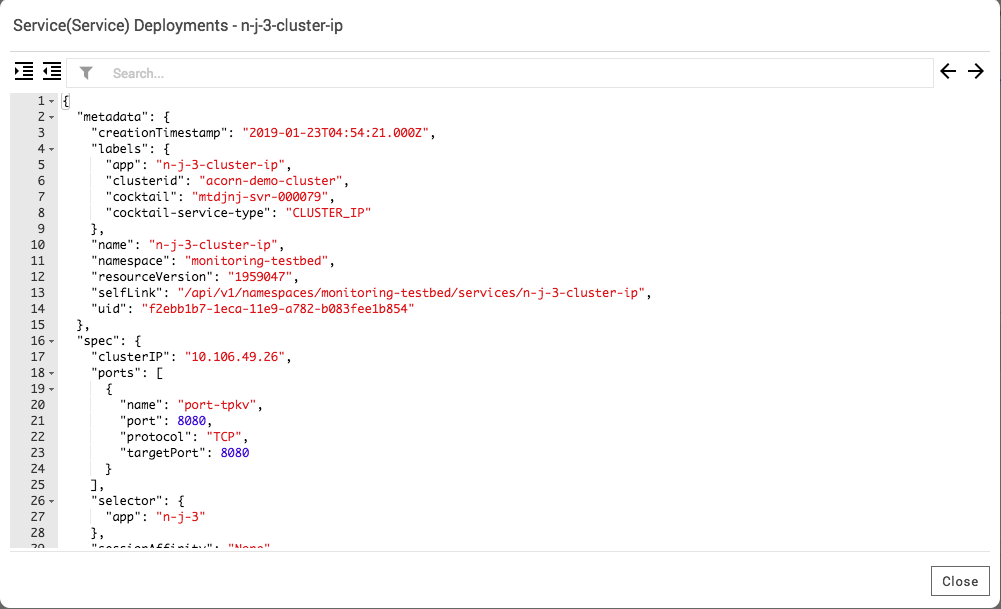 Service(Service) Deployments - n-j-3-cluster-ip
Search...
1 {
2 "metadata": {
3 "creationTimestamp": "2019-01-23T04:54:21.000Z",
4 "labels": {
5 "app": "n-j-3-cluster-ip",
6 "clusterid": "acorn-demo-cluster",
7 "cocktail": "mtdjnj-svr-000079",
8 "cocktail-service-type": "CLUSTER_IP"
9 },
10 "name": "n-j-3-cluster-ip",
11 "namespace": "monitoring-testbed",
12 "resourceVersion": "1959047",
13 "selfLink": "/api/v1/namespaces/monitoring-testbed/services/n-j-3-cluster-ip",
14 "uid": "f2ebb1b7-1eca-11e9-a782-b083fee1b854"
15 },
16 "spec": {
17 "clusterIP": "10.106.49.26",
18 "ports": [
19 {
20 "name": "port-tpkv",
21 "port": 8080,
22 "protocol": "TCP",
23 "targetPort": 8080
24 }
25 ],
26 "selector": {
27 "app": "n-j-3"
28 },
29 "sessionAffinity": "None"
Close